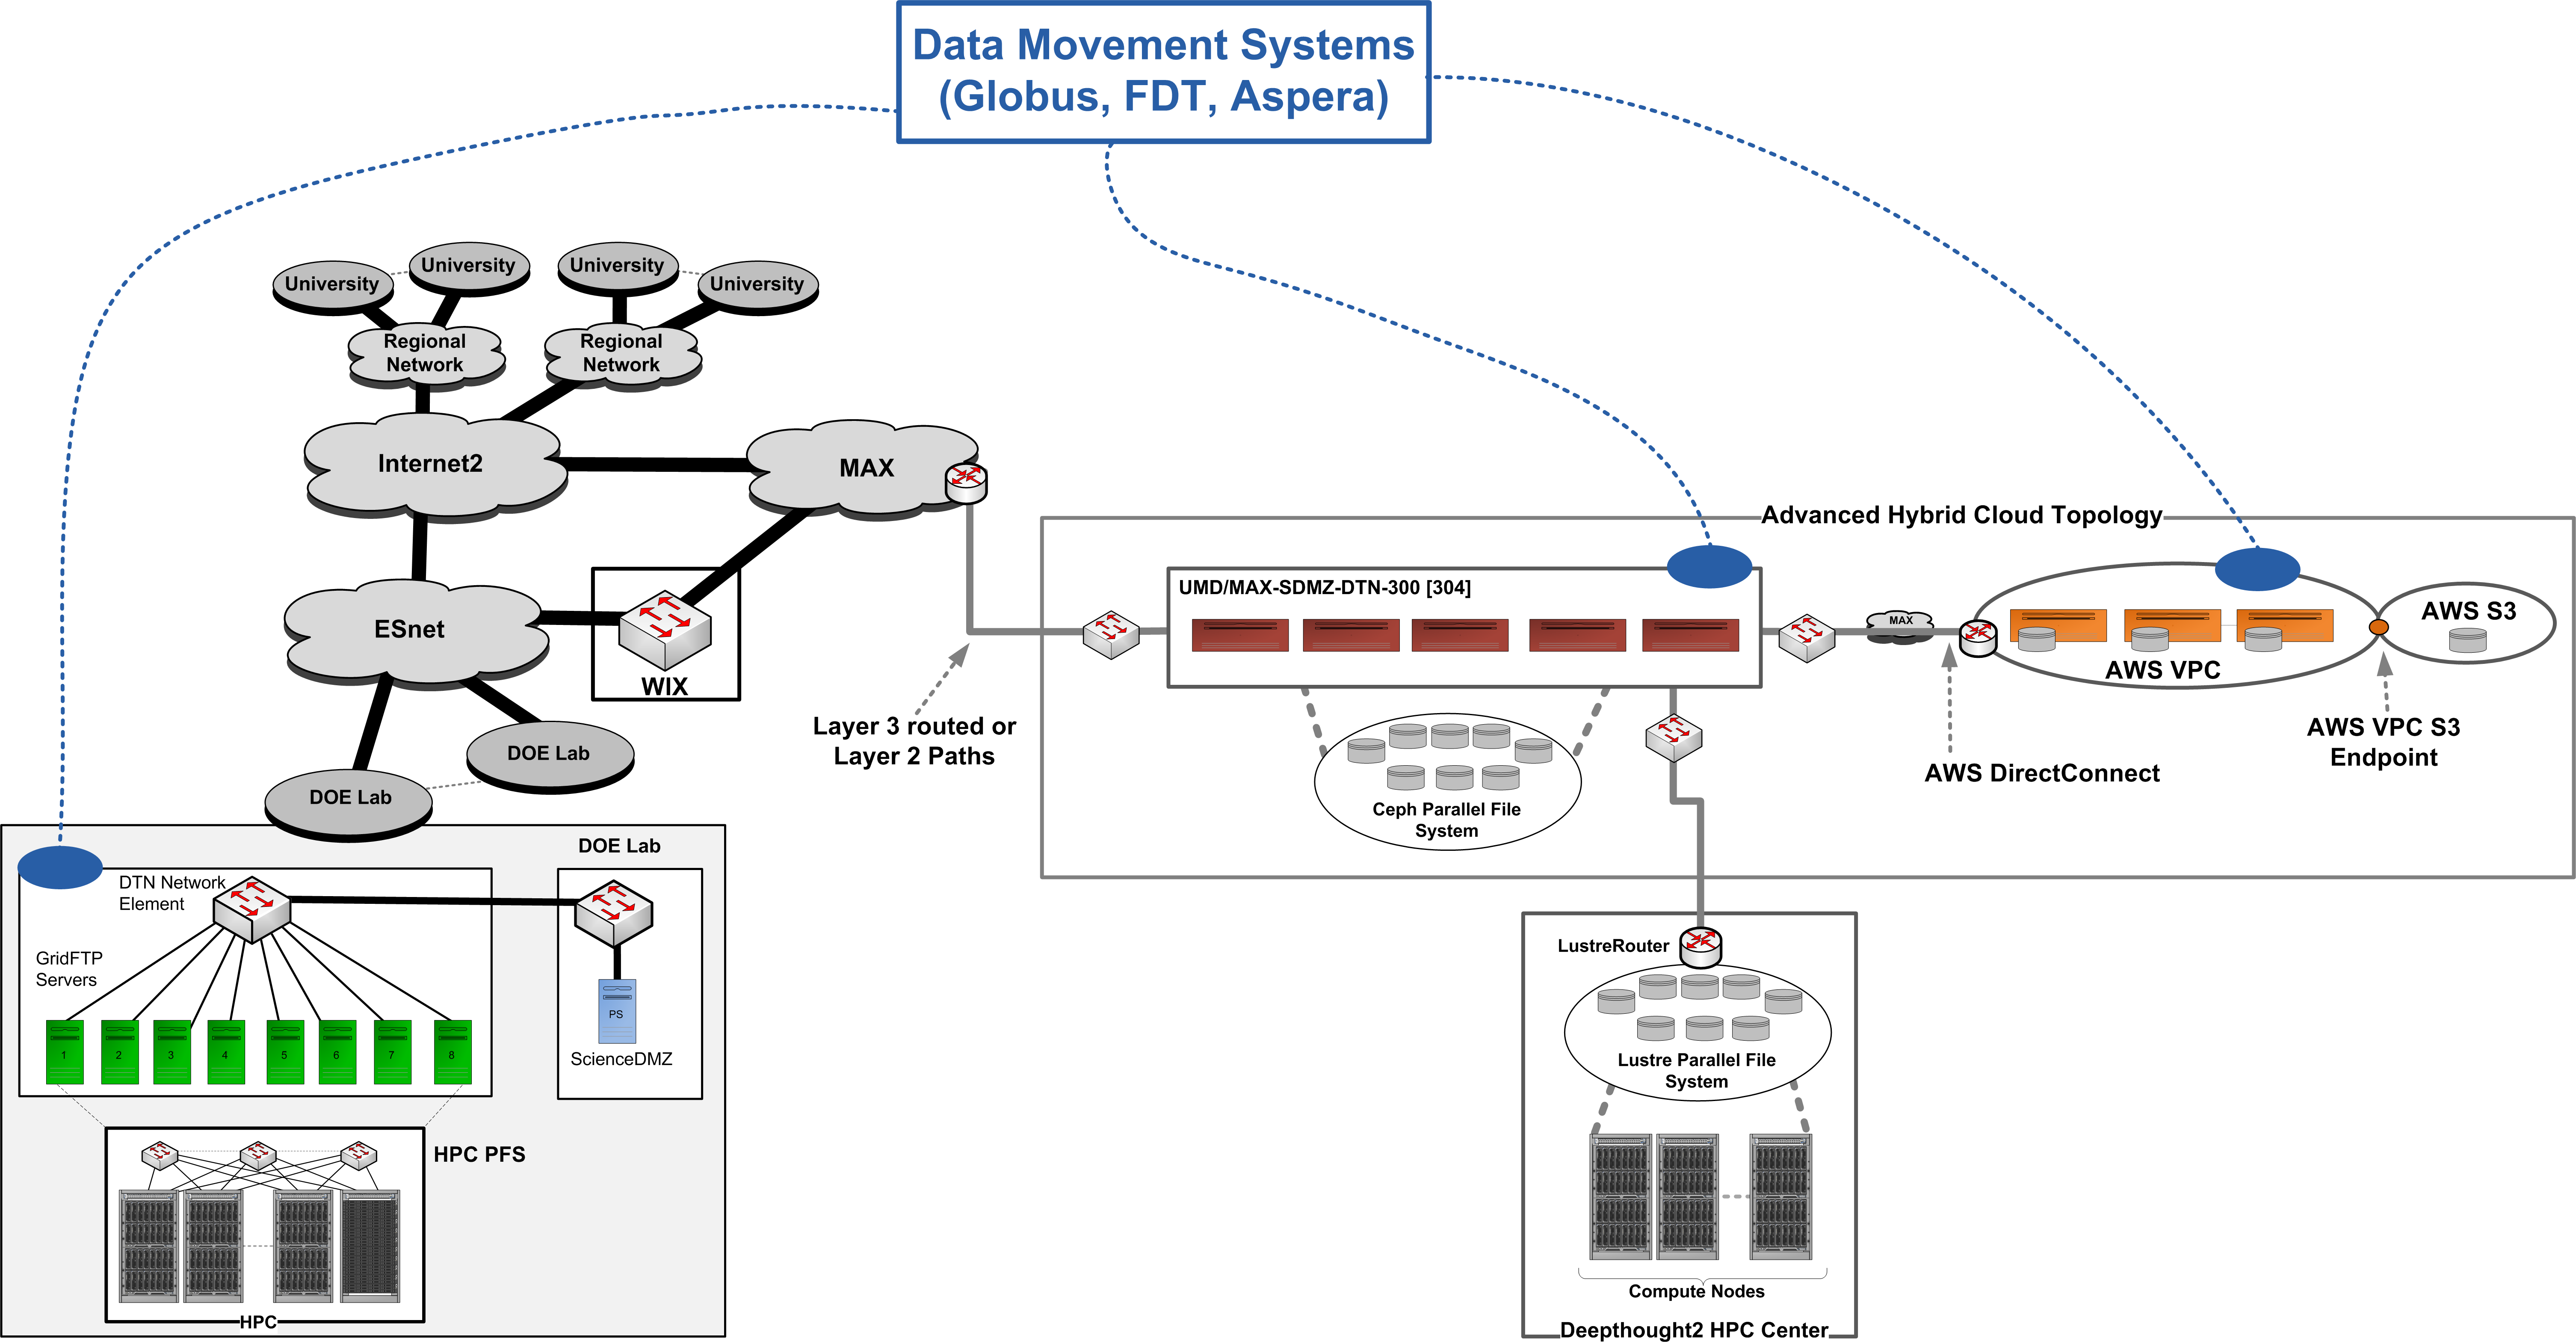 Data Movement Systems
(Globus, FDT, Aspera)
University
University
University
University
Regional
Network
Regional
Network
Internet2
MAX
ESnet
WIX
DOE Lab
DOE Lab
Layer 3 routed or
Layer 2 Paths
Advanced Hybrid Cloud Topology
UMD/MAX-SDMZ-DTN-300 [304]
Ceph Parallel File
System
MAX
AWS VPC
AWS S3
AWS DirectConnect
AWS VPC S3
Endpoint
DOE Lab
DTN Network
Element
GridFTP
Servers
1
2
3
4
5
6
7
8
PS
ScienceDMZ
HPC PFS
HPC
LustreRouter
Lustre Parallel File
System
Compute Nodes
Deepthought2 HPC Center